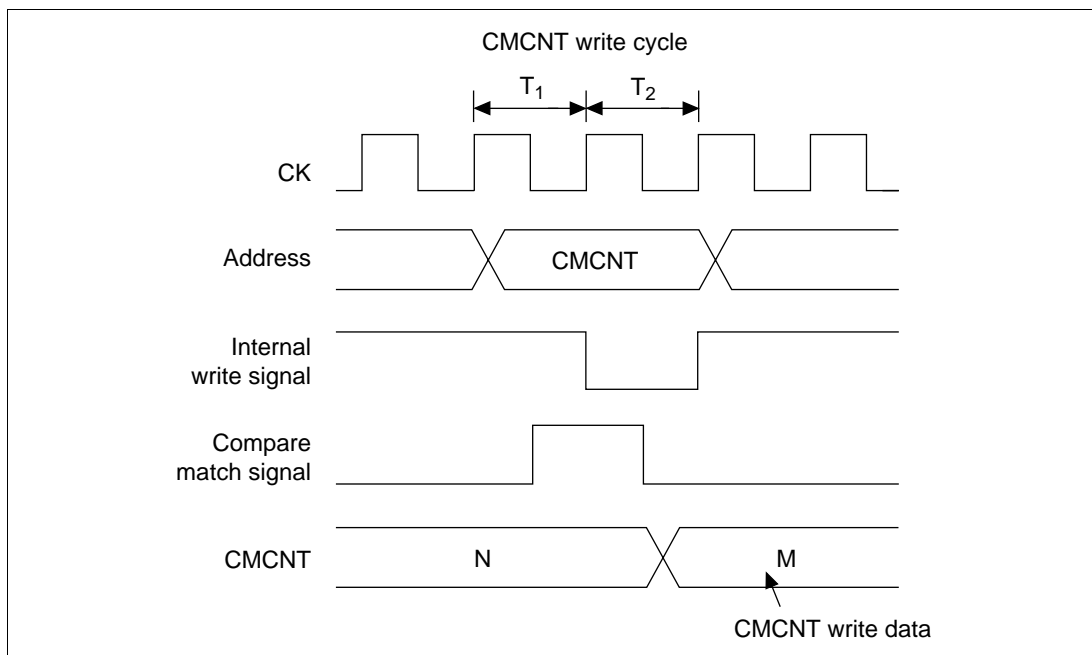 CMCNT write cycle
T1 T2
CK
Address CMCNT
Internal
write signal
Compare
match signal
CMCNT N M
CMCNT write data